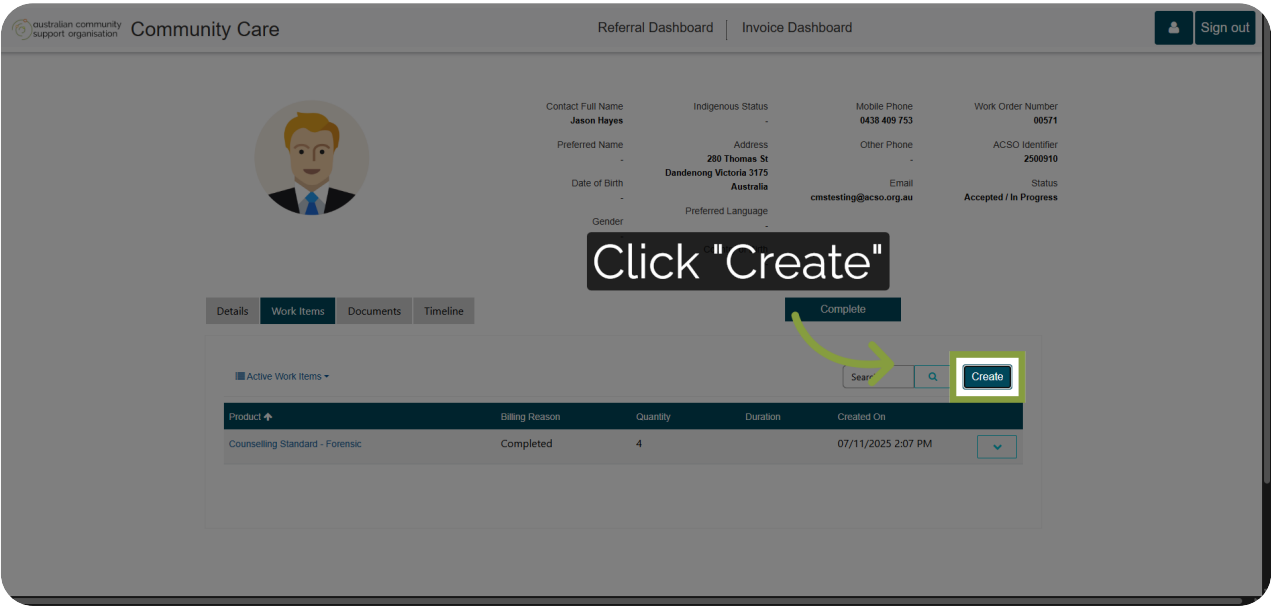 australian community
support organisation
Community Care
Referral Dashboard
Invoice Dashboard
Sign out
Contact Full Name
Jason Hayes
Preferred Name
-
Date of Birth
-
Gender
Indigenous Status
-
Address
280 Thomas St
Dandenong Victoria 3175
Australia
Preferred Language
-
Mobile Phone
0438 409 753
Other Phone
-
Email
cmstesting@acso.org.au
Work Order Number
00571
ACSO Identifier
2500910
Status
Accepted / In Progress
Click "Create"
Details
Work Items
Documents
Timeline
Complete
Active Work Items
Create
Product
Billing Reason
Quantity
Duration
Created On
Counselling Standard - Forensic
Completed
4
07/11/2025 2:07 PM